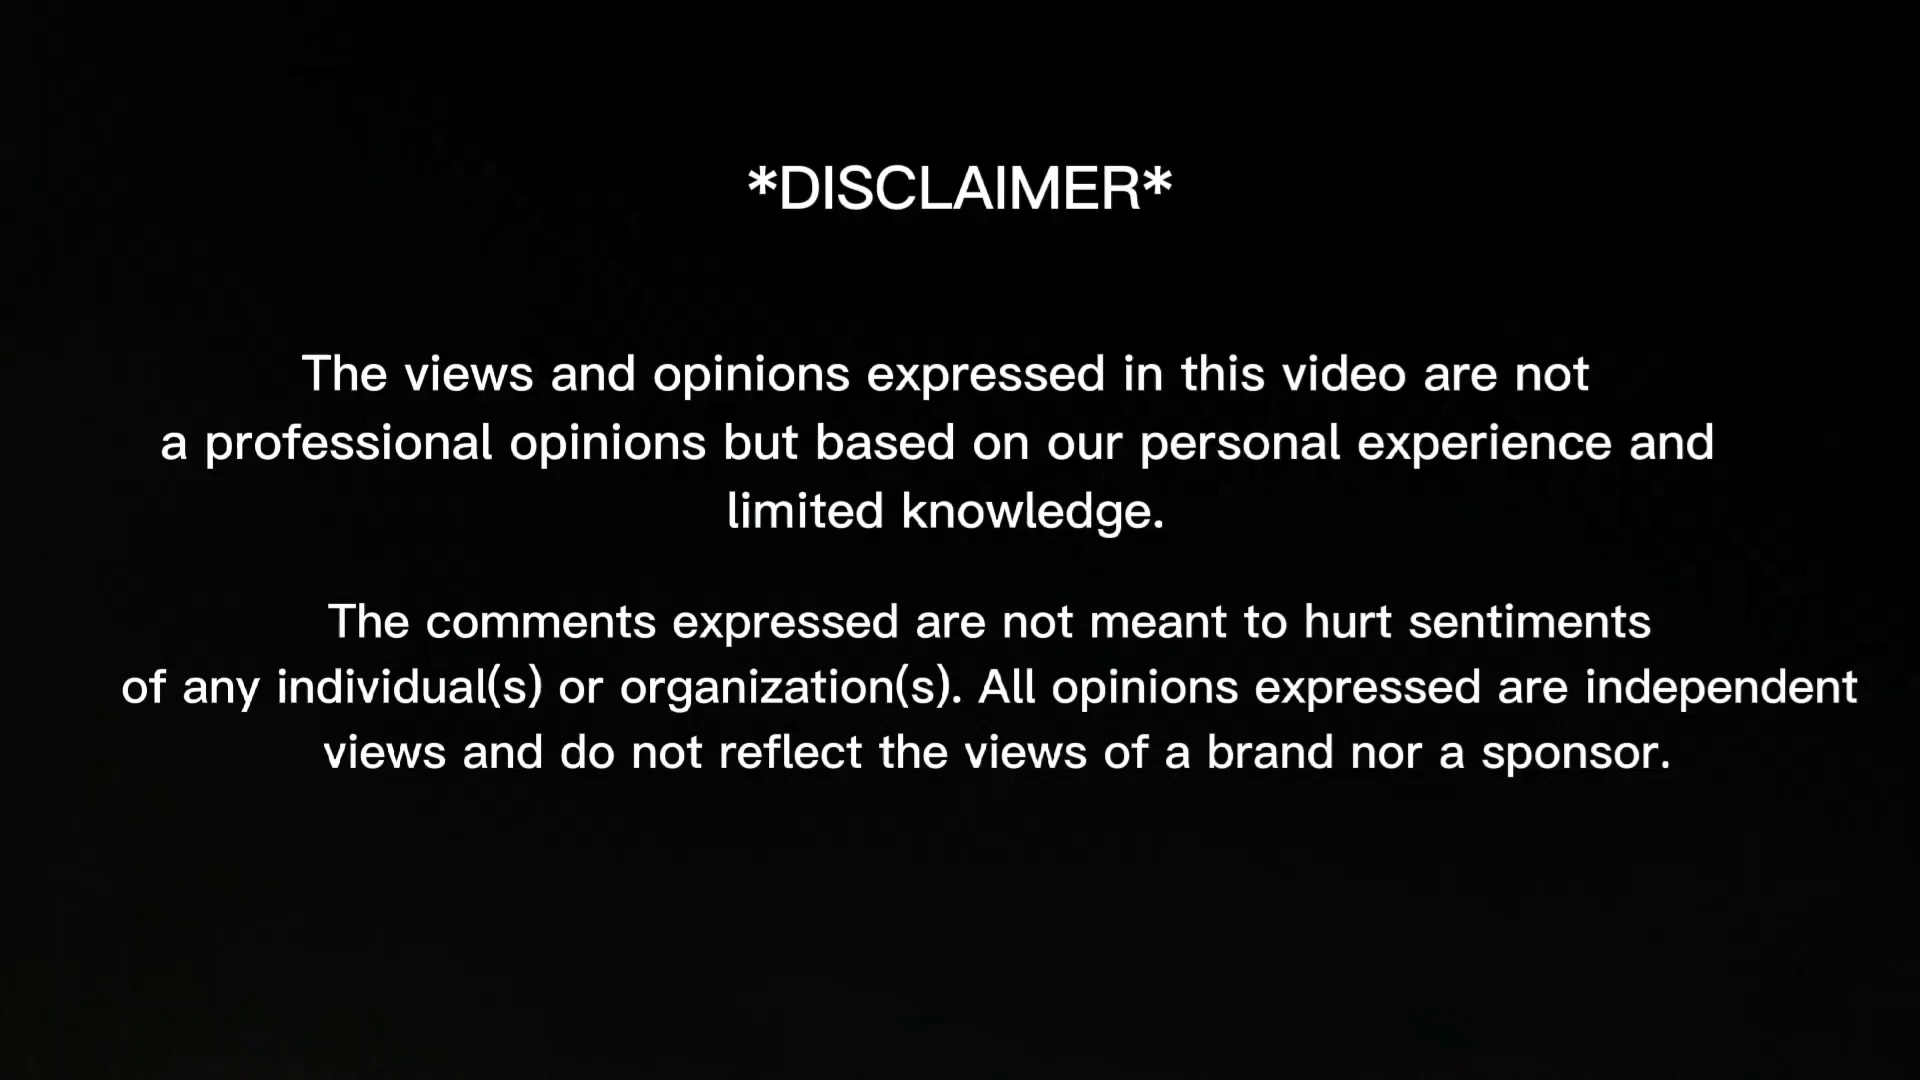 *DISCLAIMER*
The views and opinions expressed in this video are not
a professional opinions but based on our personal experience and
limited knowledge.
The comments expressed are not meant to hurt sentiments
of any individual(s) or organization(s). All opinions expressed are independent
views and do not reflect the views of a brand nor a sponsor.